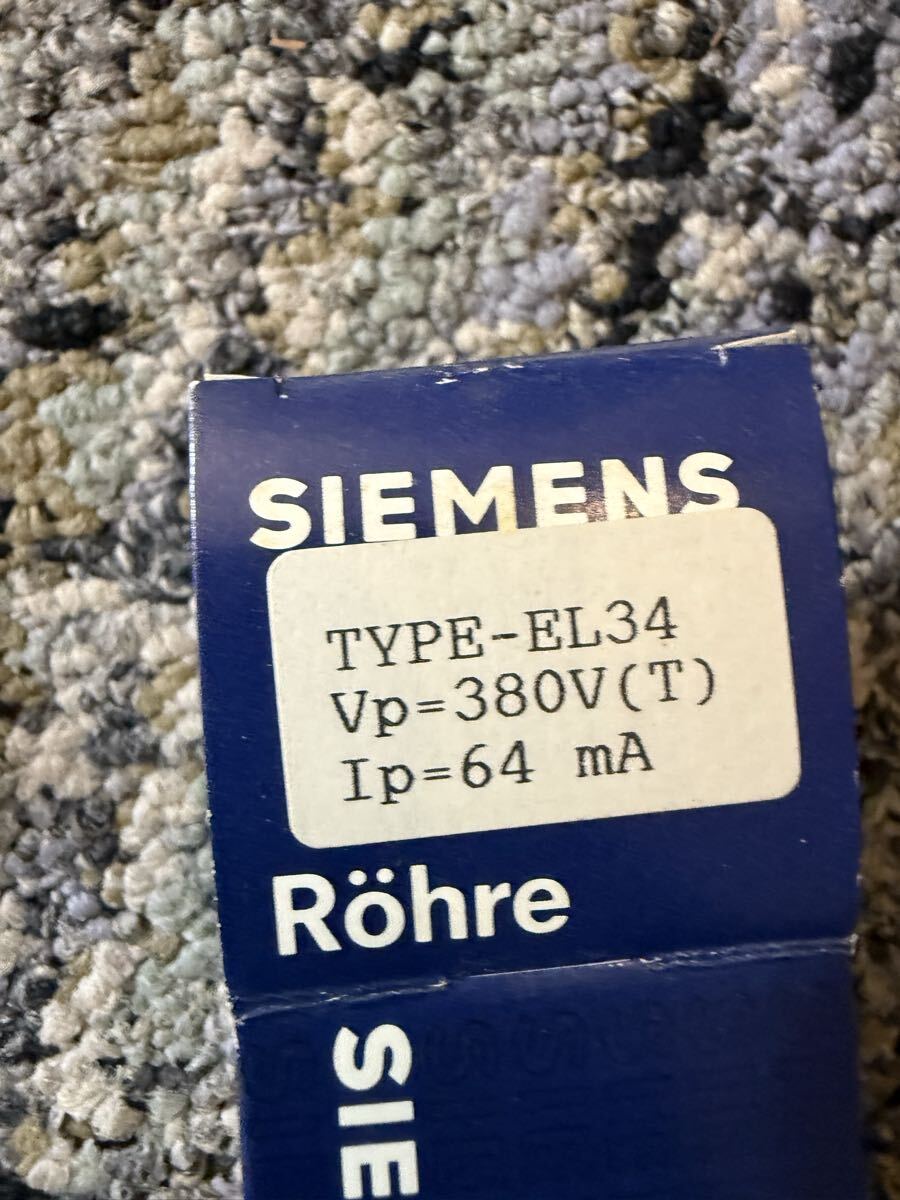 SIEMENS
TYPE-EL34
Vp=380V(T)
Ip=64 mA
Röhre
SIE